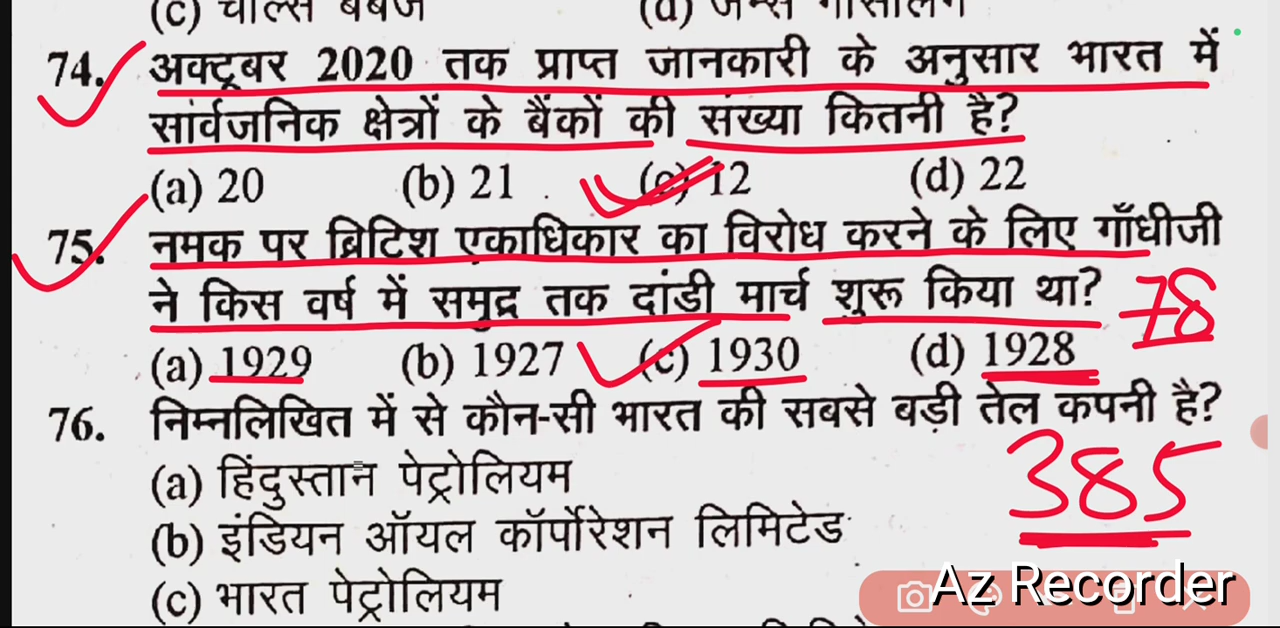 (c) चार्ल्स बैबेज (d) जेम्स गोसलिंग
74. अक्टूबर 2020 तक प्राप्त जानकारी के अनुसार भारत में
सार्वजनिक क्षेत्रों के बैंकों की संख्या कितनी है?
(a) 20 (b) 21 (c) 12 (d) 22
75. नमक पर ब्रिटिश एकाधिकार का विरोध करने के लिए गाँधीजी
ने किस वर्ष में समुद्र तक दांडी मार्च शुरू किया था?
78
(a) 1929 (b) 1927 (c) 1930 (d) 1928
76. निम्नलिखित में से कौन-सी भारत की सबसे बड़ी तेल कंपनी है?
385
(a) हिंदुस्तान पेट्रोलियम
(b) इंडियन ऑयल कॉर्पोरेशन लिमिटेड
(c) भारत पेट्रोलियम
Az Recorder